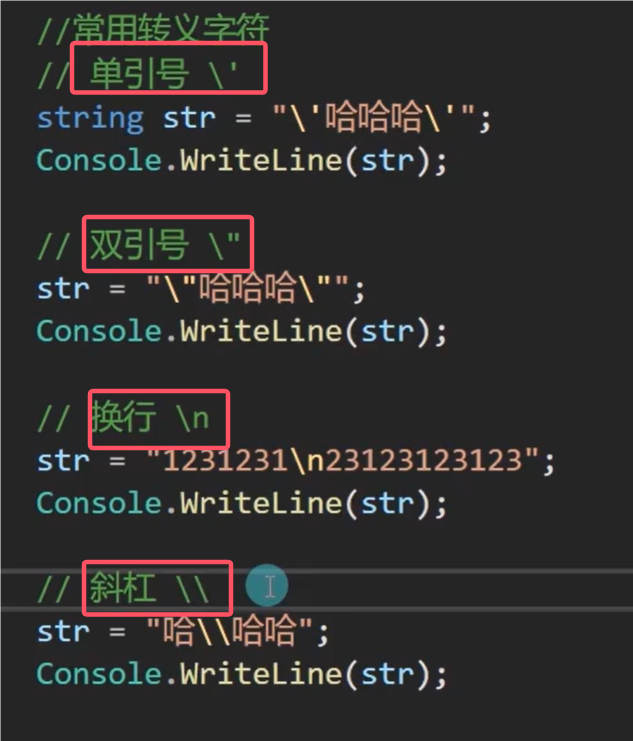 //常用转义字符
// 单引号 \'
string str = "\'哈哈哈\'";
Console.WriteLine(str);
// 双引号 \"
str = "\"哈哈哈\"";
Console.WriteLine(str);
// 换行 \n
str = "1231231\n23123123123";
Console.WriteLine(str);
// 斜杠 \\
str = "哈\\哈哈";
Console.WriteLine(str);